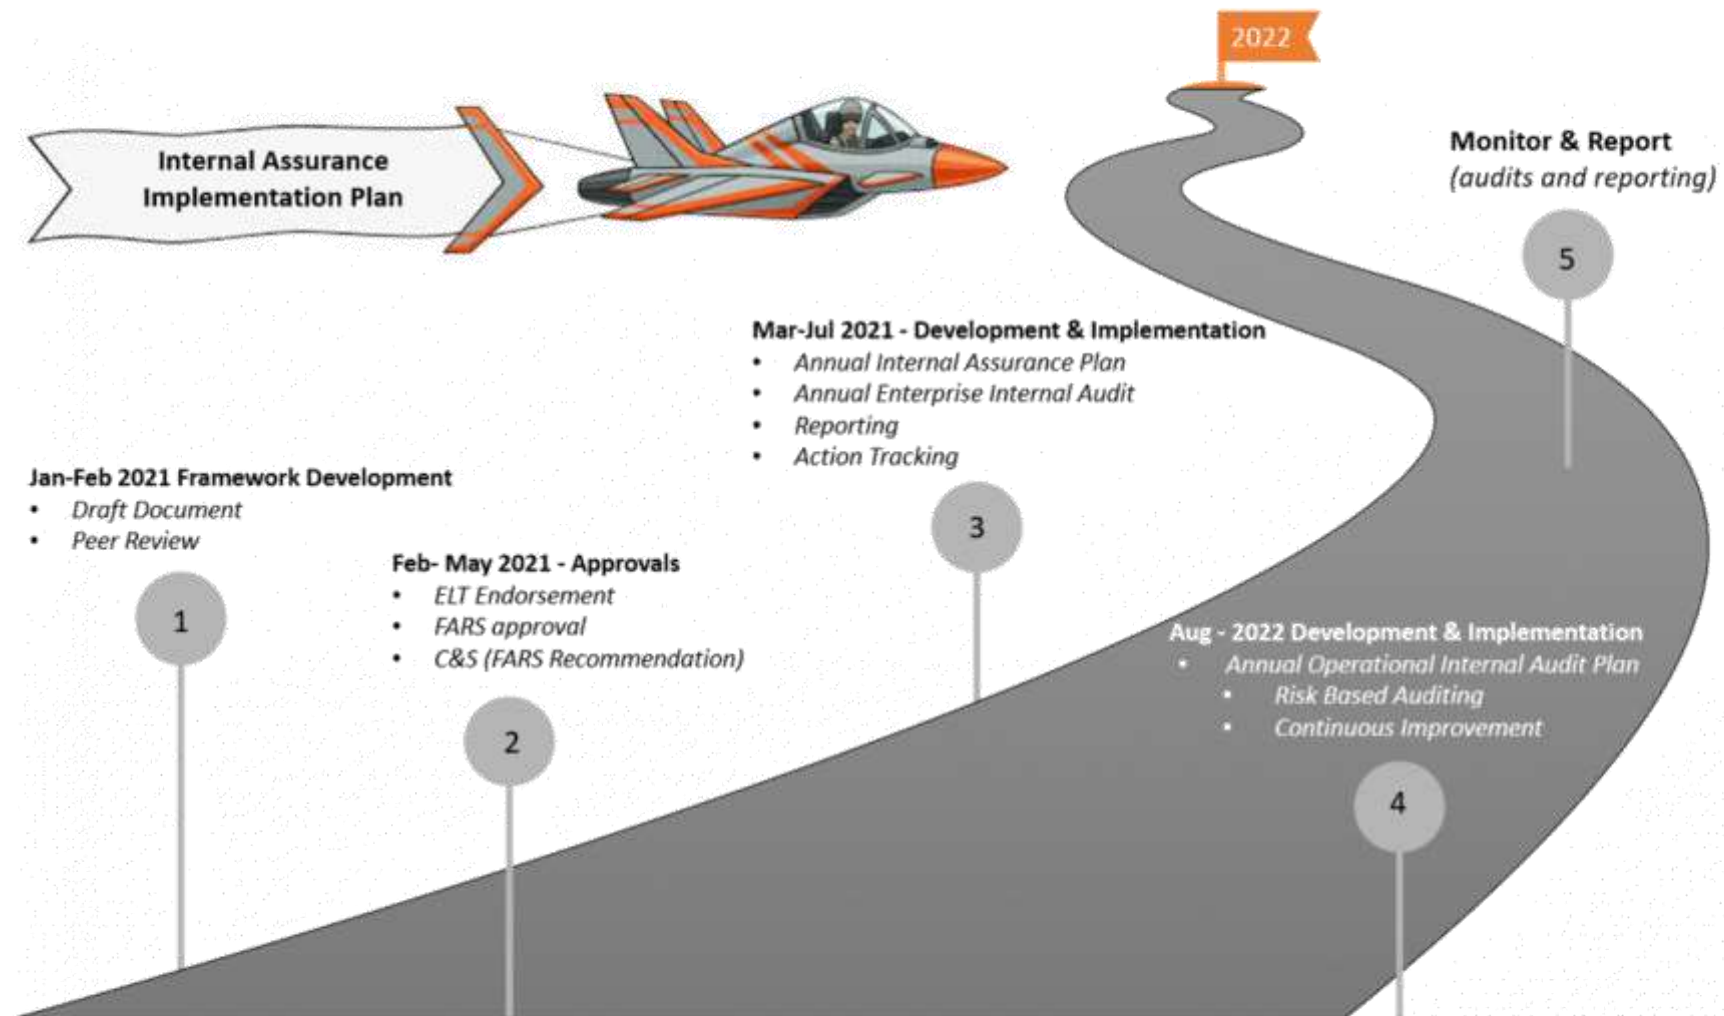 2022
Internal Assurance
Implementation Plan
Monitor & Report
(audits and reporting)
5
Mar-Jul 2021 - Development & Implementation
• Annual Internal Assurance Plan
• Annual Enterprise Internal Audit
• Reporting
• Action Tracking
3
Jan-Feb 2021 Framework Development
• Draft Document
• Peer Review
1
Feb- May 2021 - Approvals
• ELT Endorsement
• FARS approval
• C&S (FARS Recommendation)
2
Aug - 2022 Development & Implementation
• Annual Operational Internal Audit Plan
• Risk Based Auditing
• Continuous Improvement
4